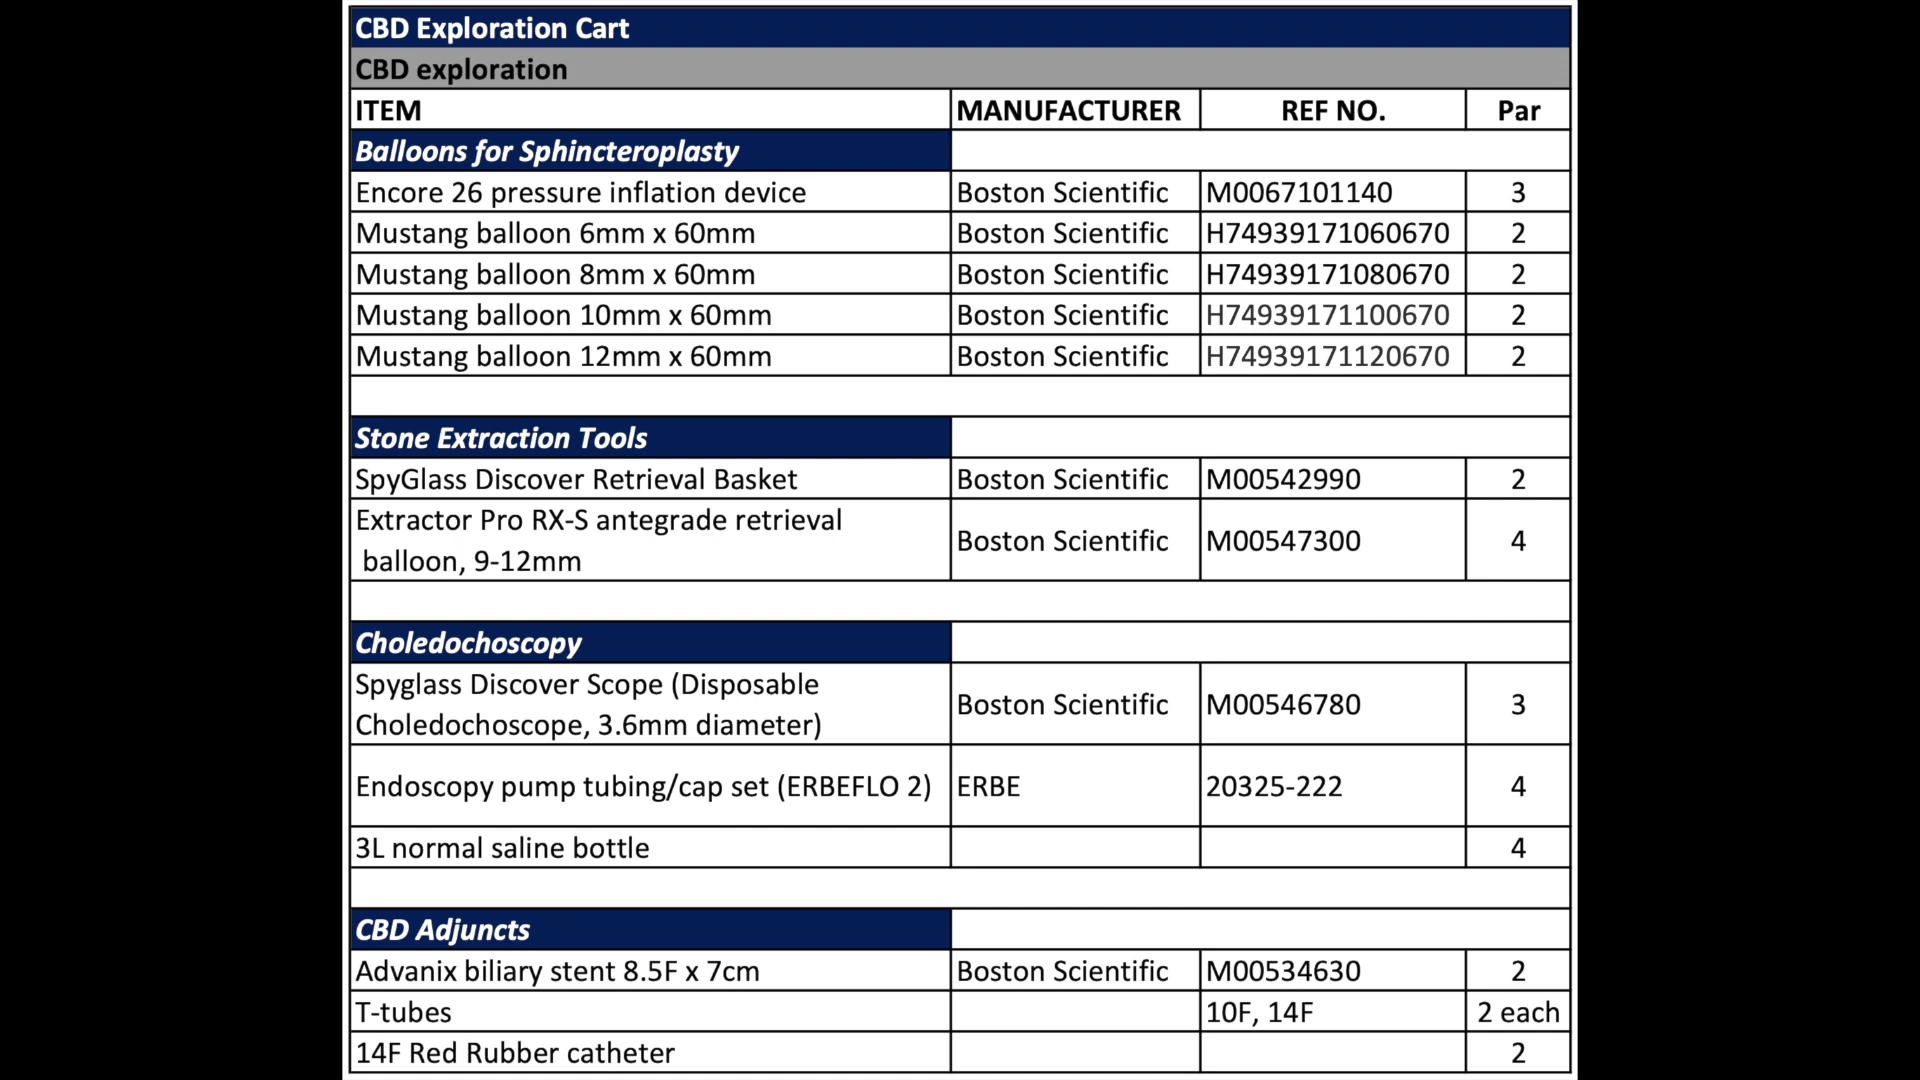 CBD Exploration Cart
CBD exploration
ITEM MANUFACTURER REF NO. Par
Balloons for Sphincteroplasty
Encore 26 pressure inflation device Boston Scientific M0067101140 3
Mustang balloon 6mm x 60mm Boston Scientific H74939171060670 2
Mustang balloon 8mm x 60mm Boston Scientific H74939171080670 2
Mustang balloon 10mm x 60mm Boston Scientific H74939171100670 2
Mustang balloon 12mm x 60mm Boston Scientific H74939171120670 2
Stone Extraction Tools
SpyGlass Discover Retrieval Basket Boston Scientific M00542990 2
Extractor Pro RX-S antegrade retrieval
balloon, 9-12mm Boston Scientific M00547300 4
Choledochoscopy
Spyglass Discover Scope (Disposable
Choledochoscope, 3.6mm diameter) Boston Scientific M00546780 3
Endoscopy pump tubing/cap set (ERBEFLO 2) ERBE 20325-222 4
3L normal saline bottle 4
CBD Adjuncts
Advanix biliary stent 8.5F x 7cm Boston Scientific M00534630 2
T-tubes 10F, 14F 2 each
14F Red Rubber catheter 2